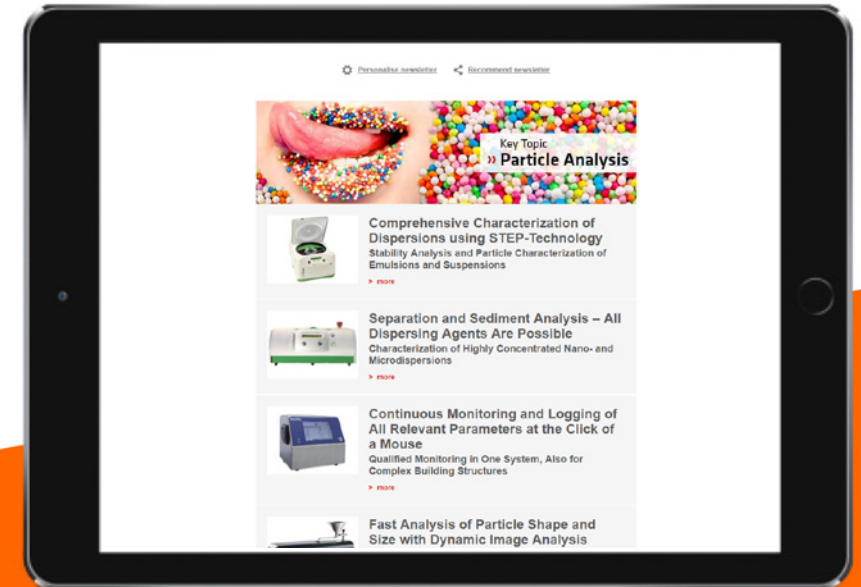 Personalise newsletter Recommend newsletter
Key Topic
» Particle Analysis
Comprehensive Characterization of
Dispersions using STEP-Technology
Stability Analysis and Particle Characterization of
Emulsions and Suspensions
> more
Separation and Sediment Analysis – All
Dispersing Agents Are Possible
Characterization of Highly Concentrated Nano- and
Microdispersions
> more
Continuous Monitoring and Logging of
All Relevant Parameters at the Click of
a Mouse
Qualified Monitoring in One System, Also for
Complex Building Structures
> more
Fast Analysis of Particle Shape and
Size with Dynamic Image Analysis